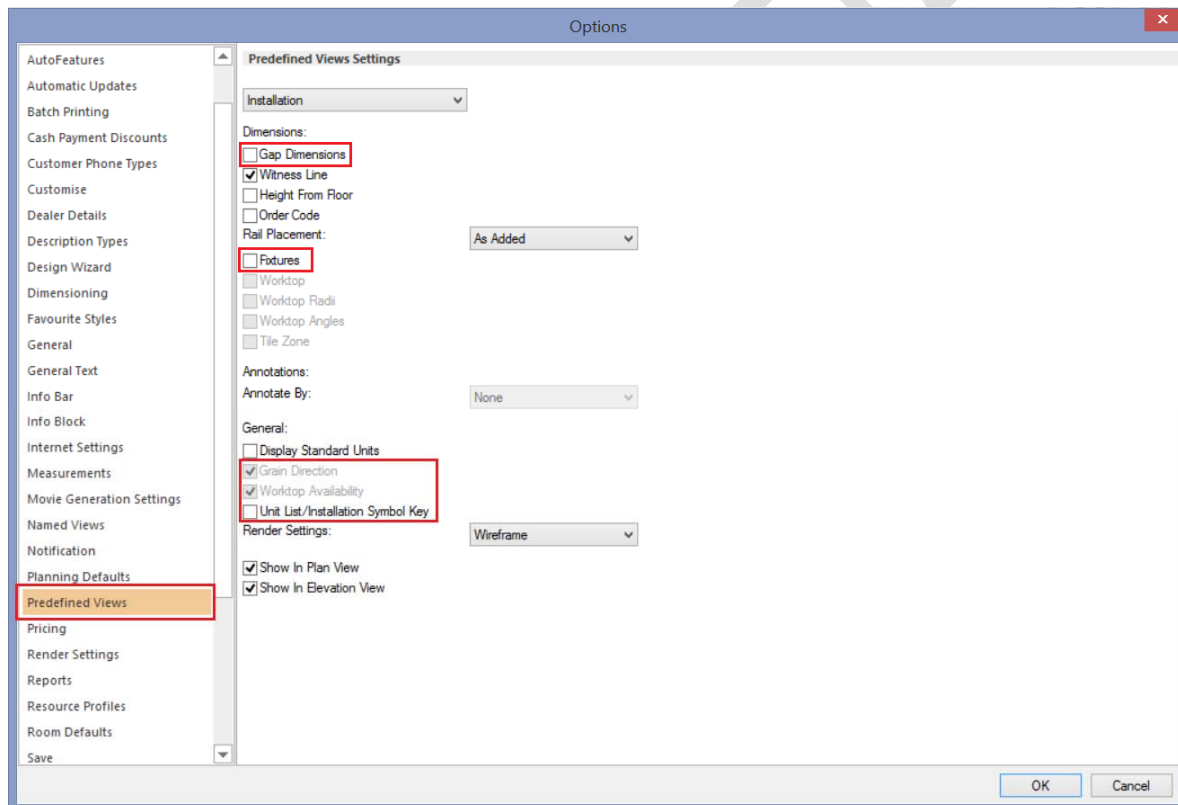 Options
AutoFeatures
Automatic Updates
Batch Printing
Cash Payment Discounts
Customer Phone Types
Customise
Dealer Details
Description Types
Design Wizard
Dimensioning
Favourite Styles
General
General Text
Info Bar
Info Block
Internet Settings
Measurements
Movie Generation Settings
Named Views
Notification
Planning Defaults
Predefined Views
Pricing
Render Settings
Reports
Resource Profiles
Room Defaults
Save
Predefined Views Settings
Installation
Dimensions:
Gap Dimensions
Witness Line
Height From Floor
Order Code
Rail Placement: As Added
Fixtures
Worktop
Worktop Radii
Worktop Angles
Tile Zone
Annotations:
Annotate By: None
General:
Display Standard Units
Grain Direction
Worktop Availability
Unit List/Installation Symbol Key
Render Settings: Wireframe
Show In Plan View
Show In Elevation View
OK Cancel